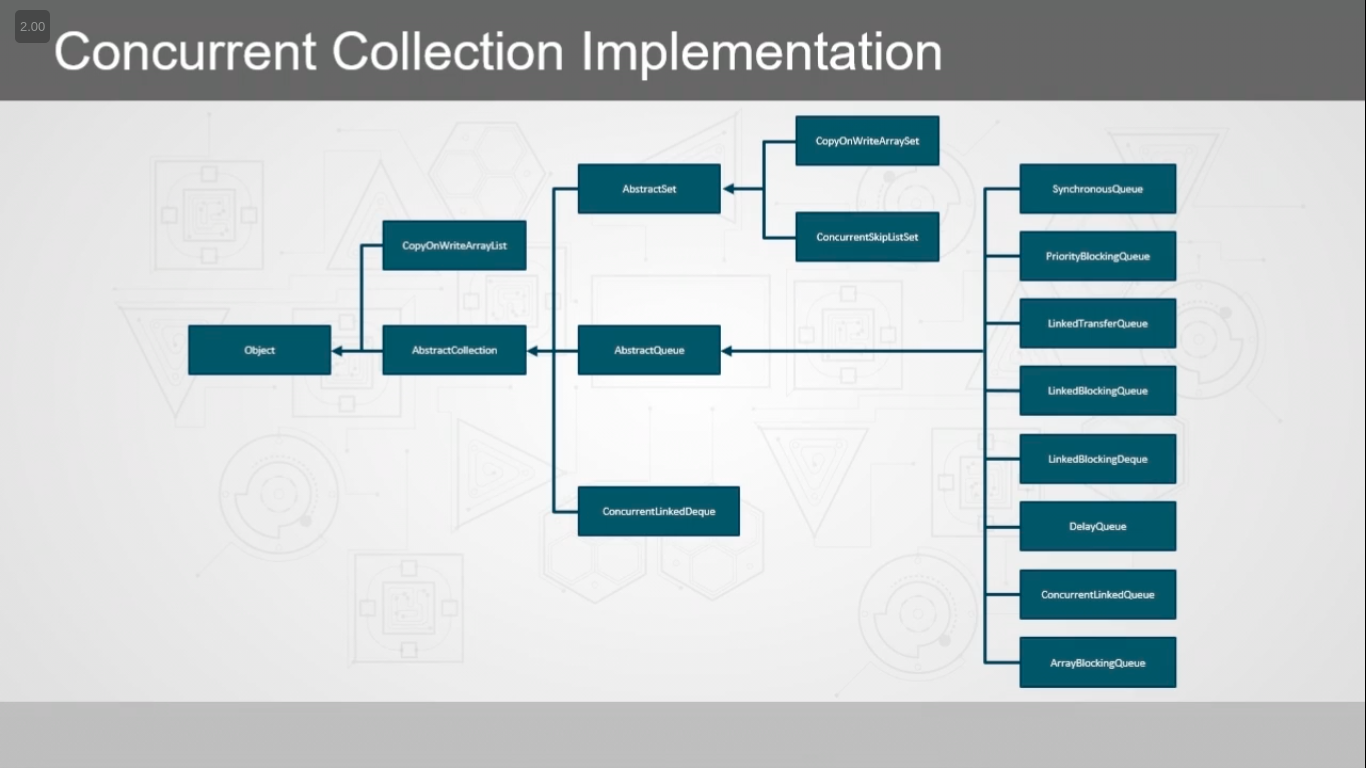 2.00
Concurrent Collection Implementation
CopyOnWriteArraySet
AbstractSet
SynchronousQueue
ConcurrentSkipListSet
CopyOnWriteArrayList
PriorityBlockingQueue
LinkedTransferQueue
Object
AbstractCollection
AbstractQueue
LinkedBlockingQueue
LinkedBlockingDeque
ConcurrentLinkedDeque
DelayQueue
ConcurrentLinkedQueue
ArrayBlockingQueue